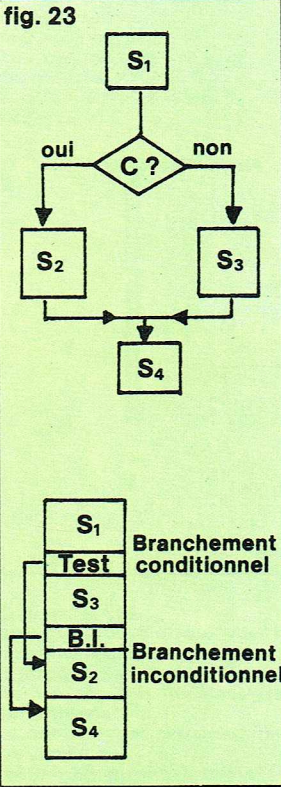 fig. 23
S1
oui
non
C ?
S2
S3
S4
S1
Test
Branchement
conditionnel
S3
B.I.
Branchement
inconditionnel
S2
S4